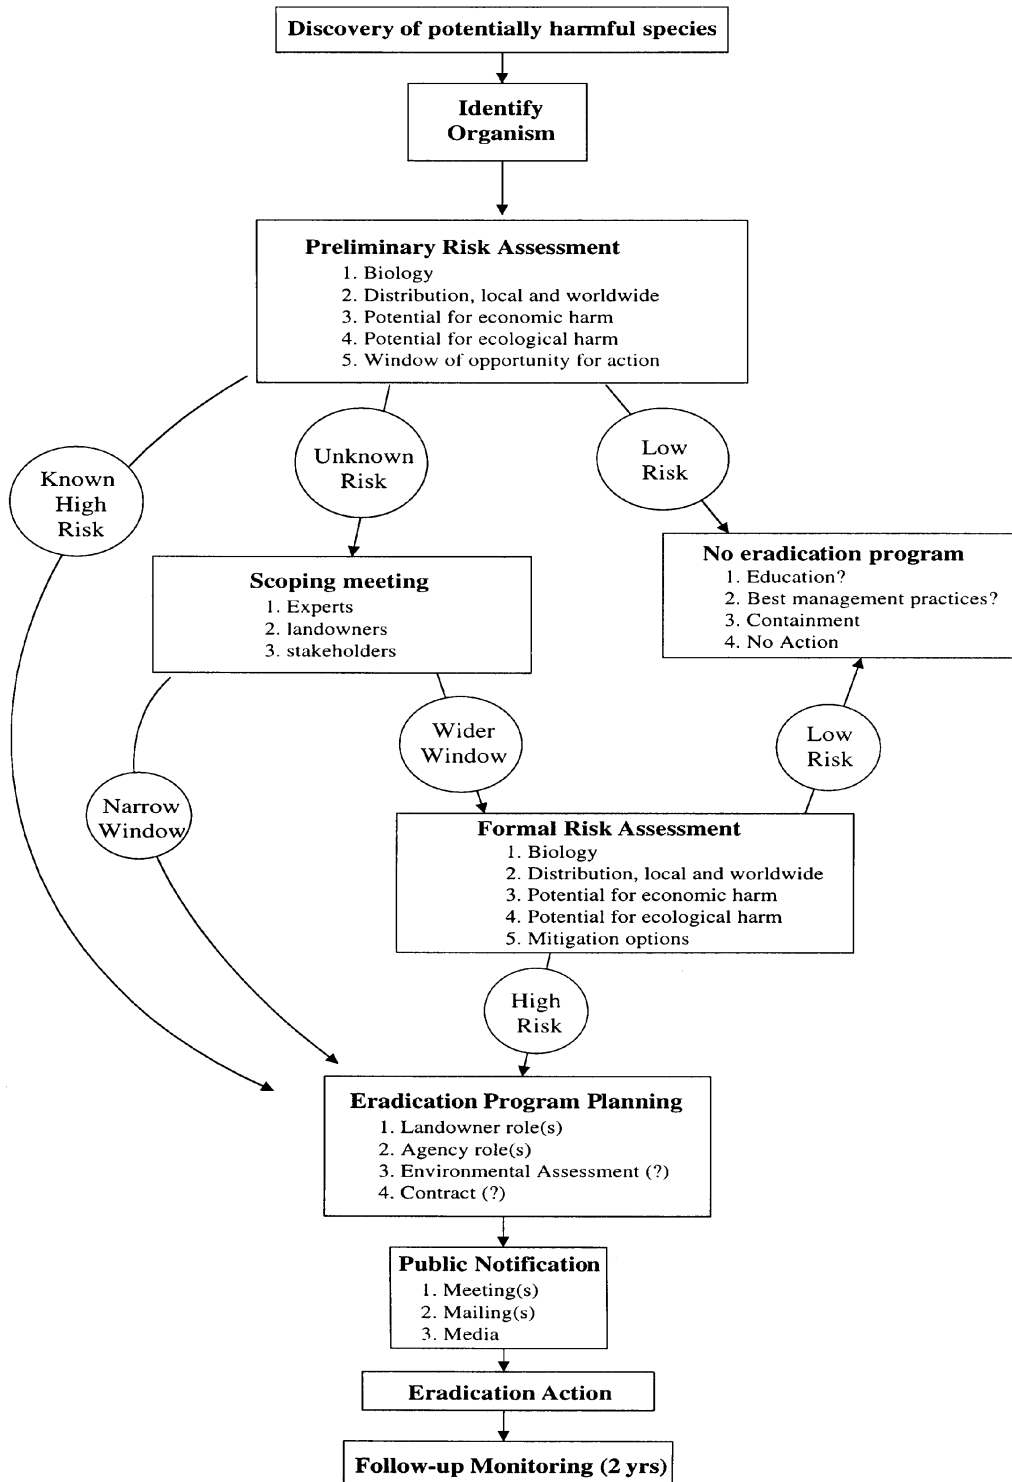 Discovery of potentially harmful species
Identify
Organism
Preliminary Risk Assessment
1. Biology
2. Distribution, local and worldwide
3. Potential for economic harm
4. Potential for ecological harm
5. Window of opportunity for action
Known
High
Risk
Unknown
Risk
Low
Risk
Scoping meeting
1. Experts
2. landowners
3. stakeholders
No eradication program
1. Education?
2. Best management practices?
3. Containment
4. No Action
Narrow
Window
Wider
Window
Low
Risk
Formal Risk Assessment
1. Biology
2. Distribution, local and worldwide
3. Potential for economic harm
4. Potential for ecological harm
5. Mitigation options
High
Risk
Eradication Program Planning
1. Landowner role(s)
2. Agency role(s)
3. Environmental Assessment (?)
4. Contract (?)
Public Notification
1. Meeting(s)
2. Mailing(s)
3. Media
Eradication Action
Follow-up Monitoring (2 yrs)